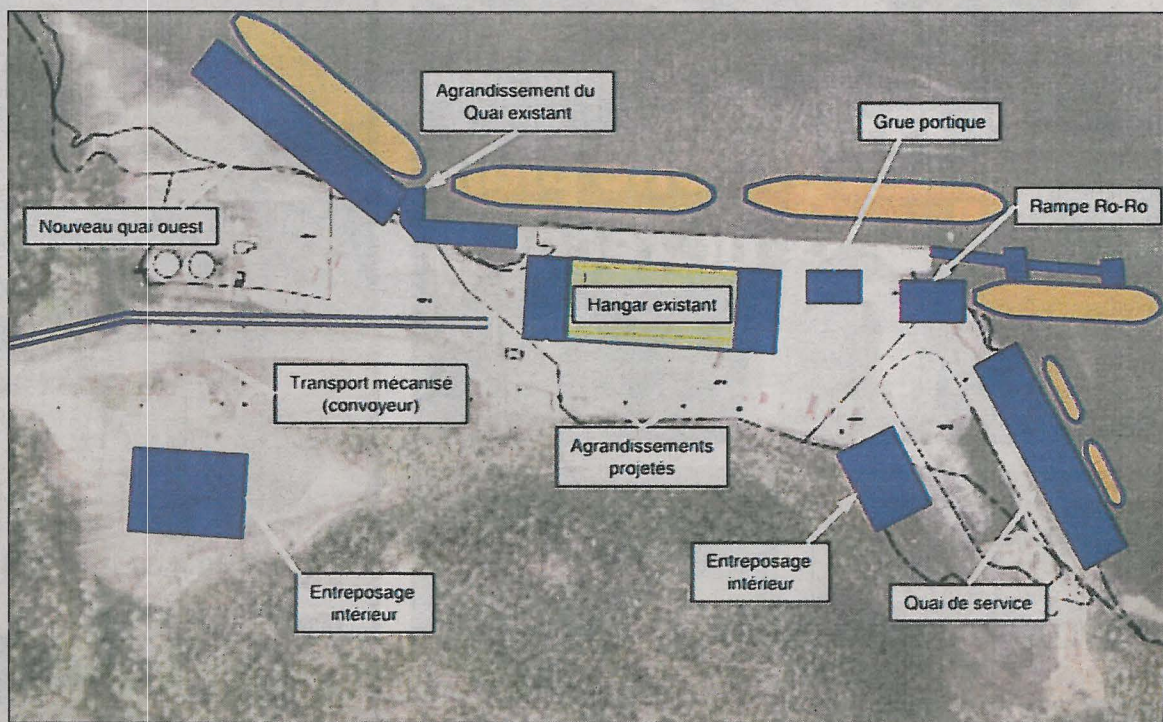 Agrandissement du
Quai existant
Grue portique
Rampe Ro-Ro
Nouveau quai ouest
Hangar existant
Transport mécanisé
(convoyeur)
Agrandissements
projetés
Entreposage
intérieur
Entreposage
intérieur
Quai de service